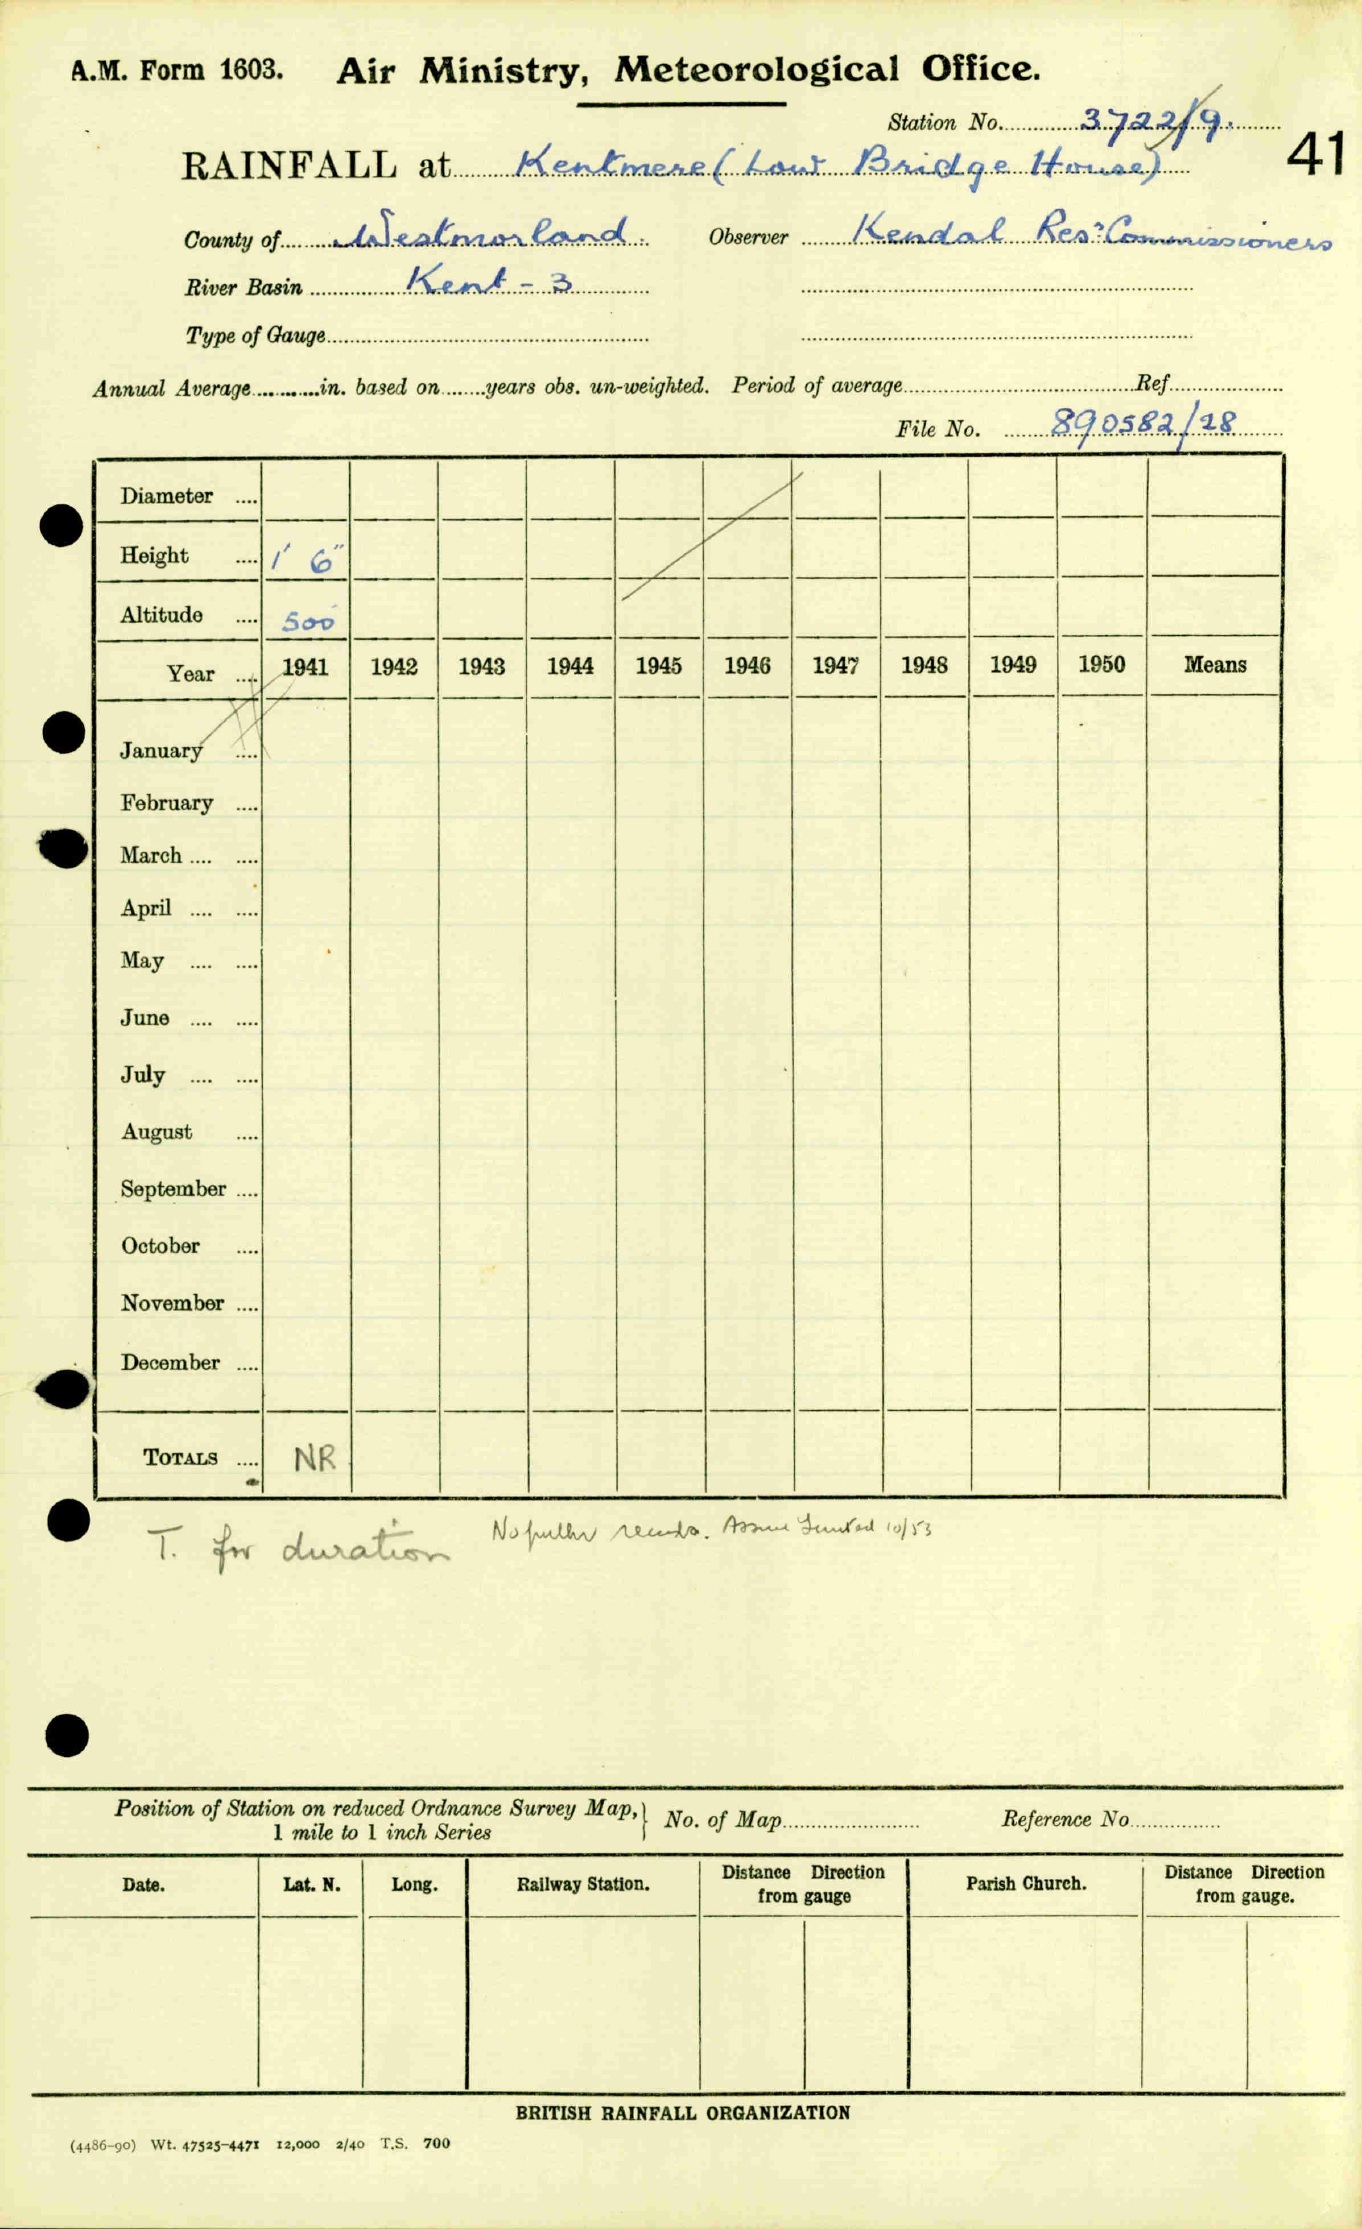 A.M. Form 1603. Air Ministry, Meteorological Office.
Station No. 3722/9.
41
RAINFALL at Kentmere (Low Bridge House)
County of Westmorland. Observer Kendal Resr Commissioners
River Basin Kent - 3
Type of Gauge
Annual Average in. based on years obs. un-weighted. Period of average Ref
File No. 890582/28
Diameter
Height 1' 6"
Altitude 500'
Year 1941 1942 1943 1944 1945 1946 1947 1948 1949 1950 Means
January
February
March
April
May
June
July
August
September
October
November
December
TOTALS NR
T. for duration
No further records. Assume 10/53
Position of Station on reduced Ordnance Survey Map, } No. of Map Reference No
1 mile to 1 inch Series
Date. Lat. N. Long. Railway Station. Distance Direction from gauge Parish Church. Distance Direction from gauge.
BRITISH RAINFALL ORGANIZATION
(4486-90) Wt. 47525-4471 12,000 2/40 T.S. 700